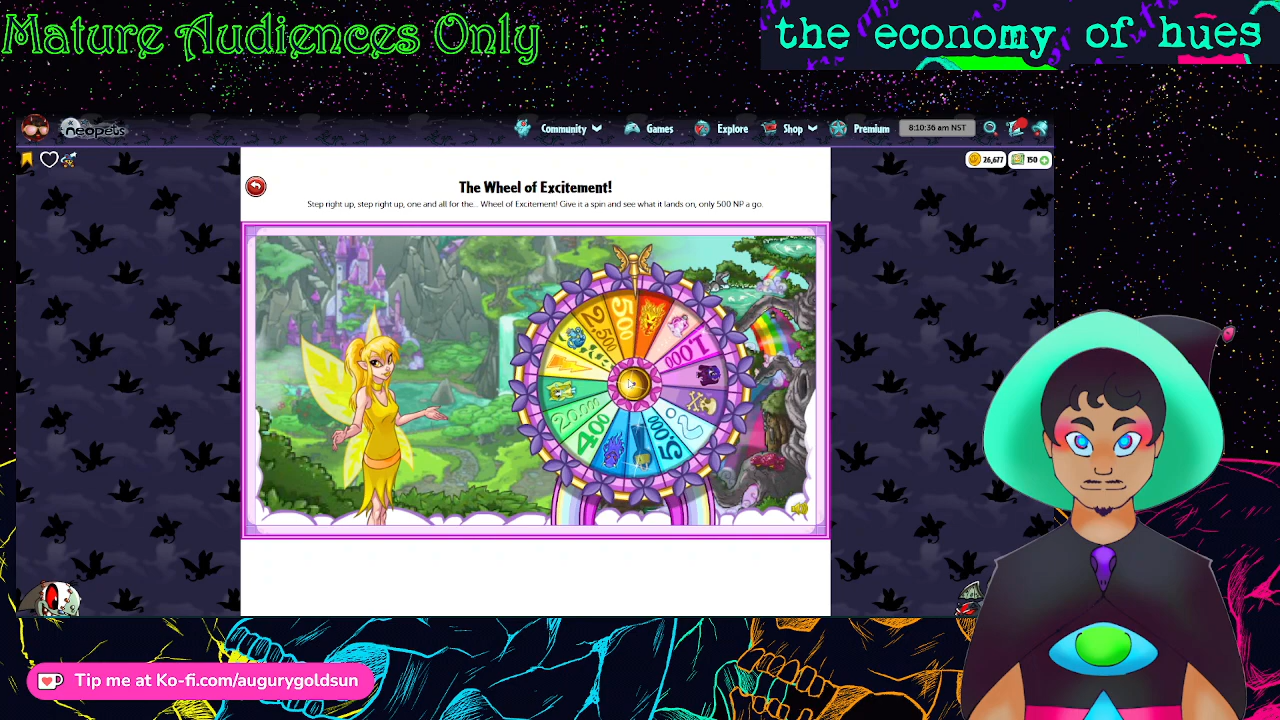 Mature Audiences Only
the economy of hues
neopets
Community
Games
Explore
Shop
Premium
8:10:36 am NST
26,677
150
The Wheel of Excitement!
Step right up, step right up, one and all for the... Wheel of Excitement! Give it a spin and see what it lands on, only 500 NP a go.
500
1,000
?
5,000
400
20,000
2,500
Tip me at Ko-fi.com/augurygoldsun